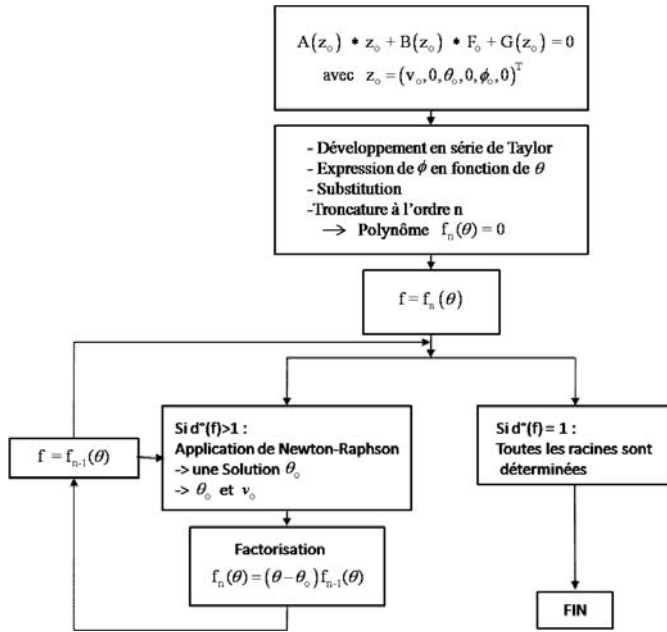 A(z₀) * z₀ + B(z₀) * F₀ + G(z₀) = 0
avec z₀ = (v₀, 0, θ₀, 0, ϕ₀, 0)ᵀ
- Développement en série de Taylor
- Expression de ϕ en fonction de θ
- Substitution
-Troncature à l'ordre n
→ Polynôme fₙ(θ) = 0
f = fₙ(θ)
Si d°(f)>1 :
Application de Newton-Raphson
-> une Solution θ₀
-> θ₀ et v₀
Si d°(f) = 1 :
Toutes les racines sont
déterminées
f = fₙ₋₁(θ)
Factorisation
fₙ(θ) = (θ − θ₀) fₙ₋₁(θ)
FIN